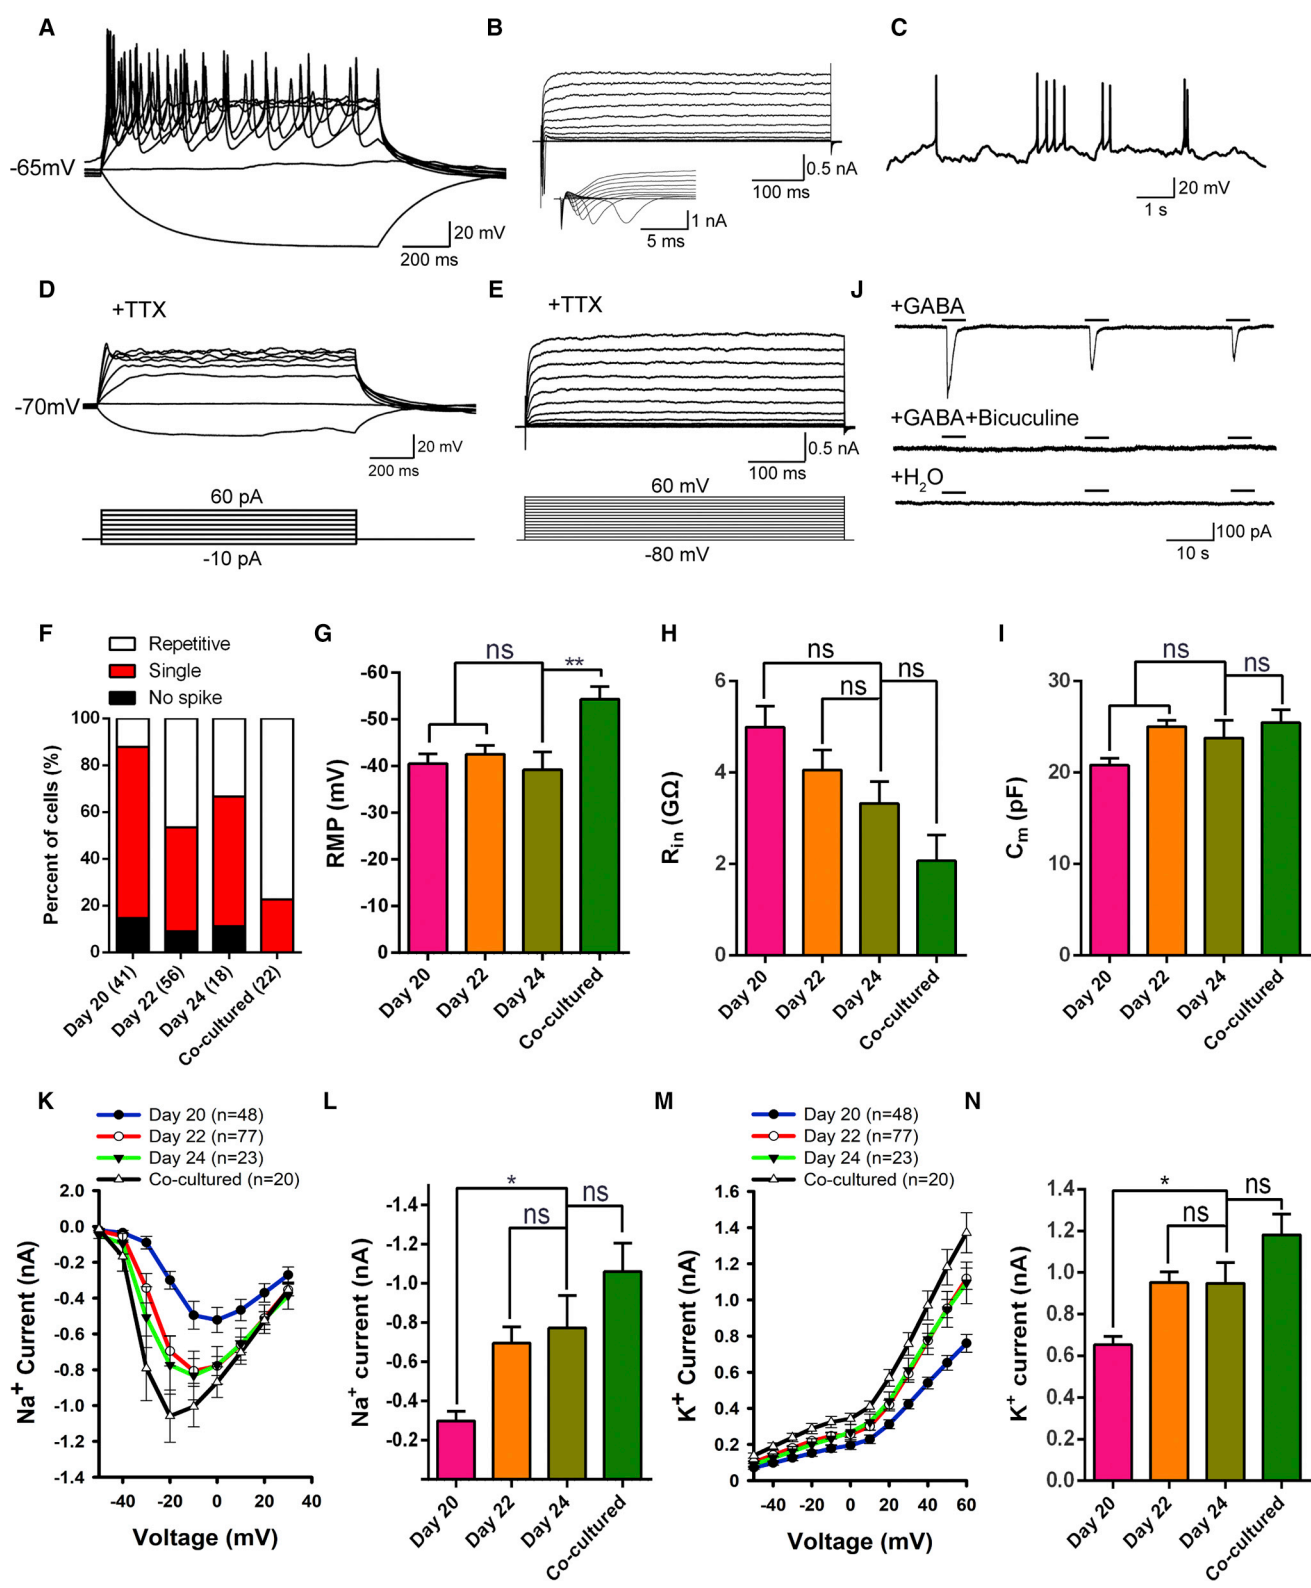 A
-65mV
20 mV
200 ms
B
0.5 nA
100 ms
1 nA
5 ms
C
20 mV
1 s
D
+TTX
-70mV
20 mV
200 ms
60 pA
-10 pA
E
+TTX
0.5 nA
100 ms
60 mV
-80 mV
J
+GABA
+GABA+Bicuculine
+H2O
100 pA
10 s
F
Repetitive
Single
No spike
Percent of cells (%)
100
80
60
40
20
0
Day 20 (41)
Day 22 (56)
Day 24 (18)
Co-cultured (22)
G
ns
**
RMP (mV)
-60
-50
-40
-30
-20
-10
0
Day 20
Day 22
Day 24
Co-cultured
H
ns
ns
ns
Rin (GΩ)
6
4
2
0
Day 20
Day 22
Day 24
Co-cultured
I
ns
ns
Cm (pF)
30
20
10
0
Day 20
Day 22
Day 24
Co-cultured
K
Day 20 (n=48)
Day 22 (n=77)
Day 24 (n=23)
Co-cultured (n=20)
Na+ Current (nA)
2.0
0.0
-0.2
-0.4
-0.6
-0.8
-1.0
-1.2
-1.4
-40
-20
0
20
40
Voltage (mV)
L
*
ns
ns
Na+ current (nA)
-1.4
-1.2
-1.0
-0.8
-0.6
-0.4
-0.2
Day 20
Day 22
Day 24
Co-cultured
M
Day 20 (n=48)
Day 22 (n=77)
Day 24 (n=23)
Co-cultured (n=20)
K+ Current (nA)
1.6
1.4
1.2
1.0
0.8
0.6
0.4
0.2
0
-40
-20
0
20
40
60
Voltage (mV)
N
*
ns
ns
K+ current (nA)
1.4
1.2
1.0
0.8
0.6
0.4
0.2
0.0
Day 20
Day 22
Day 24
Co-cultured